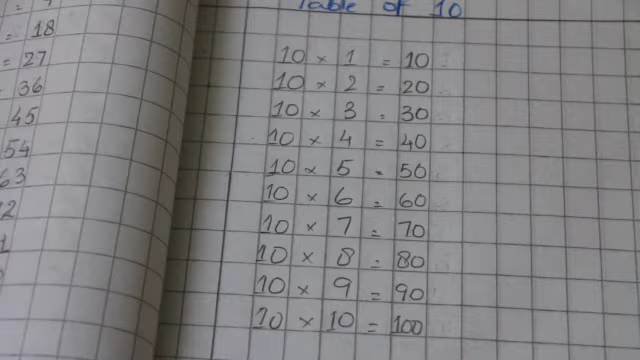 = 18
= 27
36
45
54
63
Table of 10
10 × 1 = 10
10 × 2 = 20
10 × 3 = 30
10 × 4 = 40
10 × 5 = 50
10 × 6 = 60
10 × 7 = 70
10 × 8 = 80
10 × 9 = 90
10 × 10 = 100